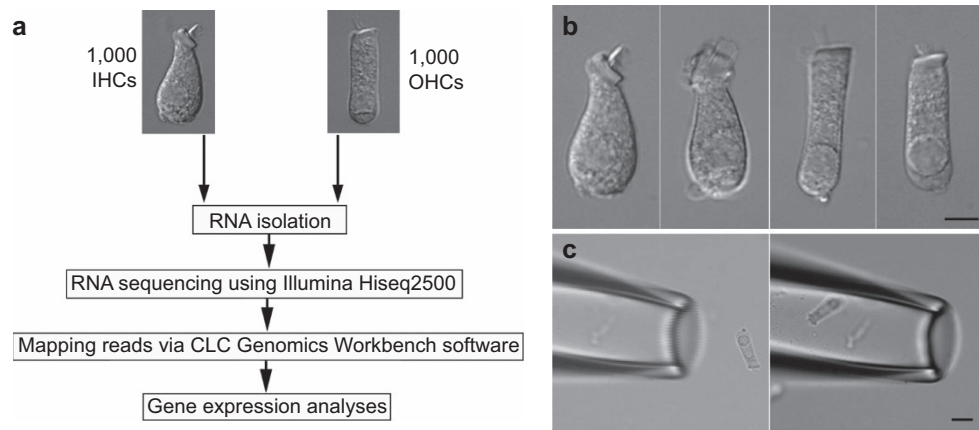 a
1,000
IHCs
1,000
OHCs
RNA isolation
RNA sequencing using Illumina Hiseq2500
Mapping reads via CLC Genomics Workbench software
Gene expression analyses
b
c